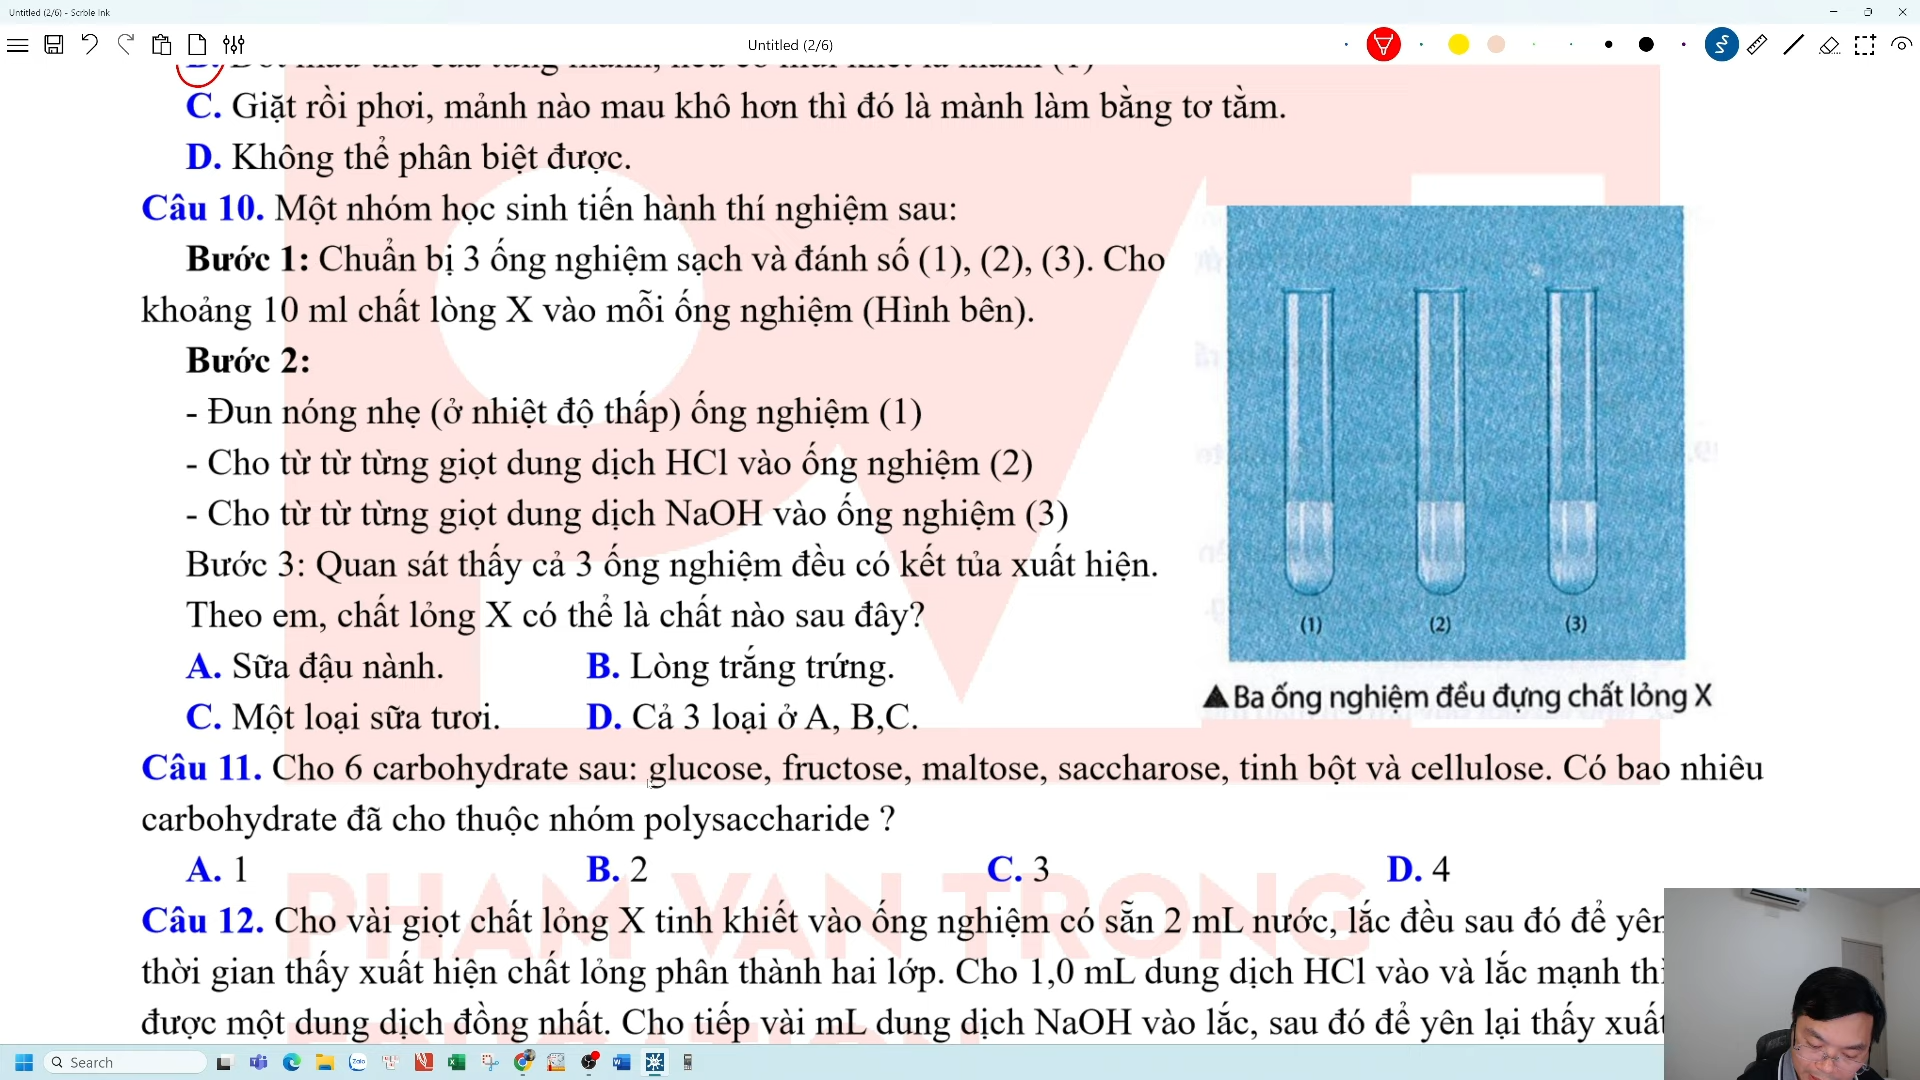 Untitled (2/6) - Scrble Ink
Untitled (2/6)
C. Giặt rồi phơi, mảnh nào mau khô hơn thì đó là mành làm bằng tơ tằm.
D. Không thể phân biệt được.
Câu 10. Một nhóm học sinh tiến hành thí nghiệm sau:
Bước 1: Chuẩn bị 3 ống nghiệm sạch và đánh số (1), (2), (3). Cho
khoảng 10 ml chất lòng X vào mỗi ống nghiệm (Hình bên).
Bước 2:
- Đun nóng nhẹ (ở nhiệt độ thấp) ống nghiệm (1)
- Cho từ từ từng giọt dung dịch HCl vào ống nghiệm (2)
- Cho từ từ từng giọt dung dịch NaOH vào ống nghiệm (3)
Bước 3: Quan sát thấy cả 3 ống nghiệm đều có kết tủa xuất hiện.
Theo em, chất lỏng X có thể là chất nào sau đây?
A. Sữa đậu nành. B. Lòng trắng trứng.
C. Một loại sữa tươi. D. Cả 3 loại ở A, B,C.
(1) (2) (3)
▲Ba ống nghiệm đều đựng chất lỏng X
Câu 11. Cho 6 carbohydrate sau: glucose, fructose, maltose, saccharose, tinh bột và cellulose. Có bao nhiêu
carbohydrate đã cho thuộc nhóm polysaccharide ?
A. 1 B. 2 C. 3 D. 4
PHAM VAN TRONG
Câu 12. Cho vài giọt chất lỏng X tinh khiết vào ống nghiệm có sẵn 2 mL nước, lắc đều sau đó để yên
thời gian thấy xuất hiện chất lỏng phân thành hai lớp. Cho 1,0 mL dung dịch HCl vào và lắc mạnh thì
được một dung dịch đồng nhất. Cho tiếp vài mL dung dịch NaOH vào lắc, sau đó để yên lại thấy xuất
Search